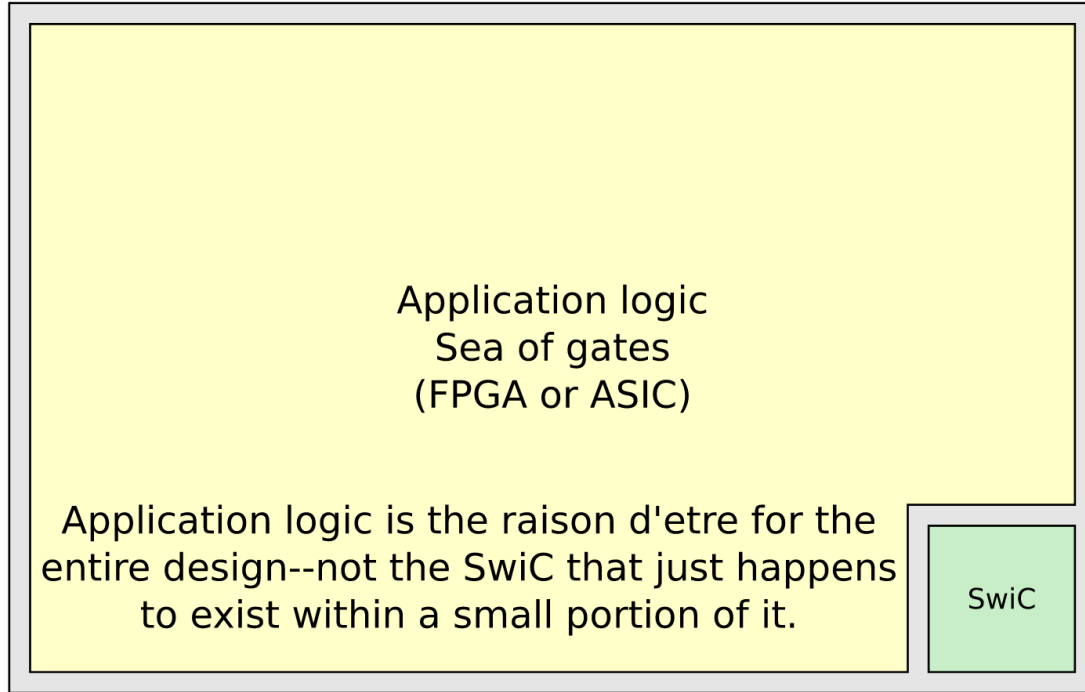 Application logic
Sea of gates
(FPGA or ASIC)
Application logic is the raison d'etre for the
entire design--not the SwiC that just happens
to exist within a small portion of it.
SwiC